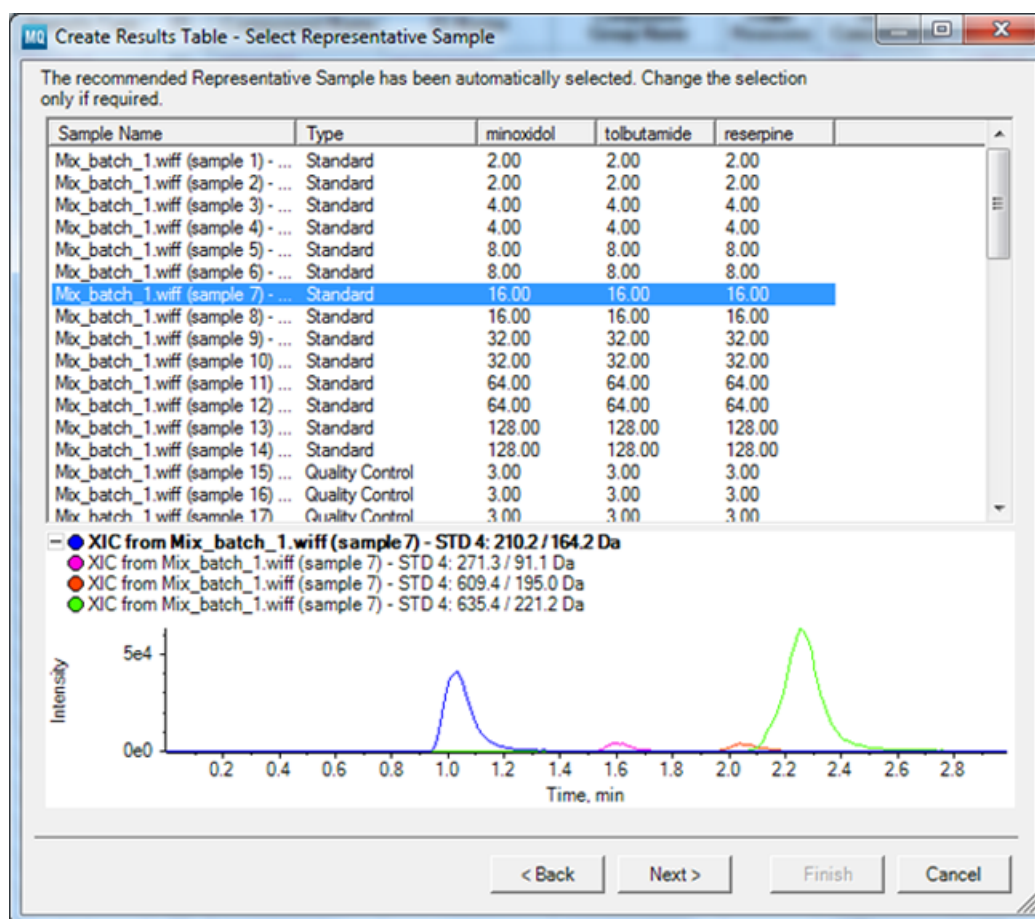 MQ Create Results Table - Select Representative Sample
The recommended Representative Sample has been automatically selected. Change the selection
only if required.
Sample Name Type minoxidol tolbutamide reserpine
Mix_batch_1.wiff (sample 1) - ... Standard 2.00 2.00 2.00
Mix_batch_1.wiff (sample 2) - ... Standard 2.00 2.00 2.00
Mix_batch_1.wiff (sample 3) - ... Standard 4.00 4.00 4.00
Mix_batch_1.wiff (sample 4) - ... Standard 4.00 4.00 4.00
Mix_batch_1.wiff (sample 5) - ... Standard 8.00 8.00 8.00
Mix_batch_1.wiff (sample 6) - ... Standard 8.00 8.00 8.00
Mix_batch_1.wiff (sample 7) - ... Standard 16.00 16.00 16.00
Mix_batch_1.wiff (sample 8) - ... Standard 16.00 16.00 16.00
Mix_batch_1.wiff (sample 9) - ... Standard 32.00 32.00 32.00
Mix_batch_1.wiff (sample 10) ... Standard 32.00 32.00 32.00
Mix_batch_1.wiff (sample 11) ... Standard 64.00 64.00 64.00
Mix_batch_1.wiff (sample 12) ... Standard 64.00 64.00 64.00
Mix_batch_1.wiff (sample 13) ... Standard 128.00 128.00 128.00
Mix_batch_1.wiff (sample 14) ... Standard 128.00 128.00 128.00
Mix_batch_1.wiff (sample 15) ... Quality Control 3.00 3.00 3.00
Mix_batch_1.wiff (sample 16) ... Quality Control 3.00 3.00 3.00
Mix_batch_1.wiff (sample 17) ... Quality Control 3.00 3.00 3.00
XIC from Mix_batch_1.wiff (sample 7) - STD 4: 210.2 / 164.2 Da
XIC from Mix_batch_1.wiff (sample 7) - STD 4: 271.3 / 91.1 Da
XIC from Mix_batch_1.wiff (sample 7) - STD 4: 609.4 / 195.0 Da
XIC from Mix_batch_1.wiff (sample 7) - STD 4: 635.4 / 221.2 Da
5e4
Intensity
0e0
0.2 0.4 0.6 0.8 1.0 1.2 1.4 1.6 1.8 2.0 2.2 2.4 2.6 2.8
Time, min
< Back Next > Finish Cancel